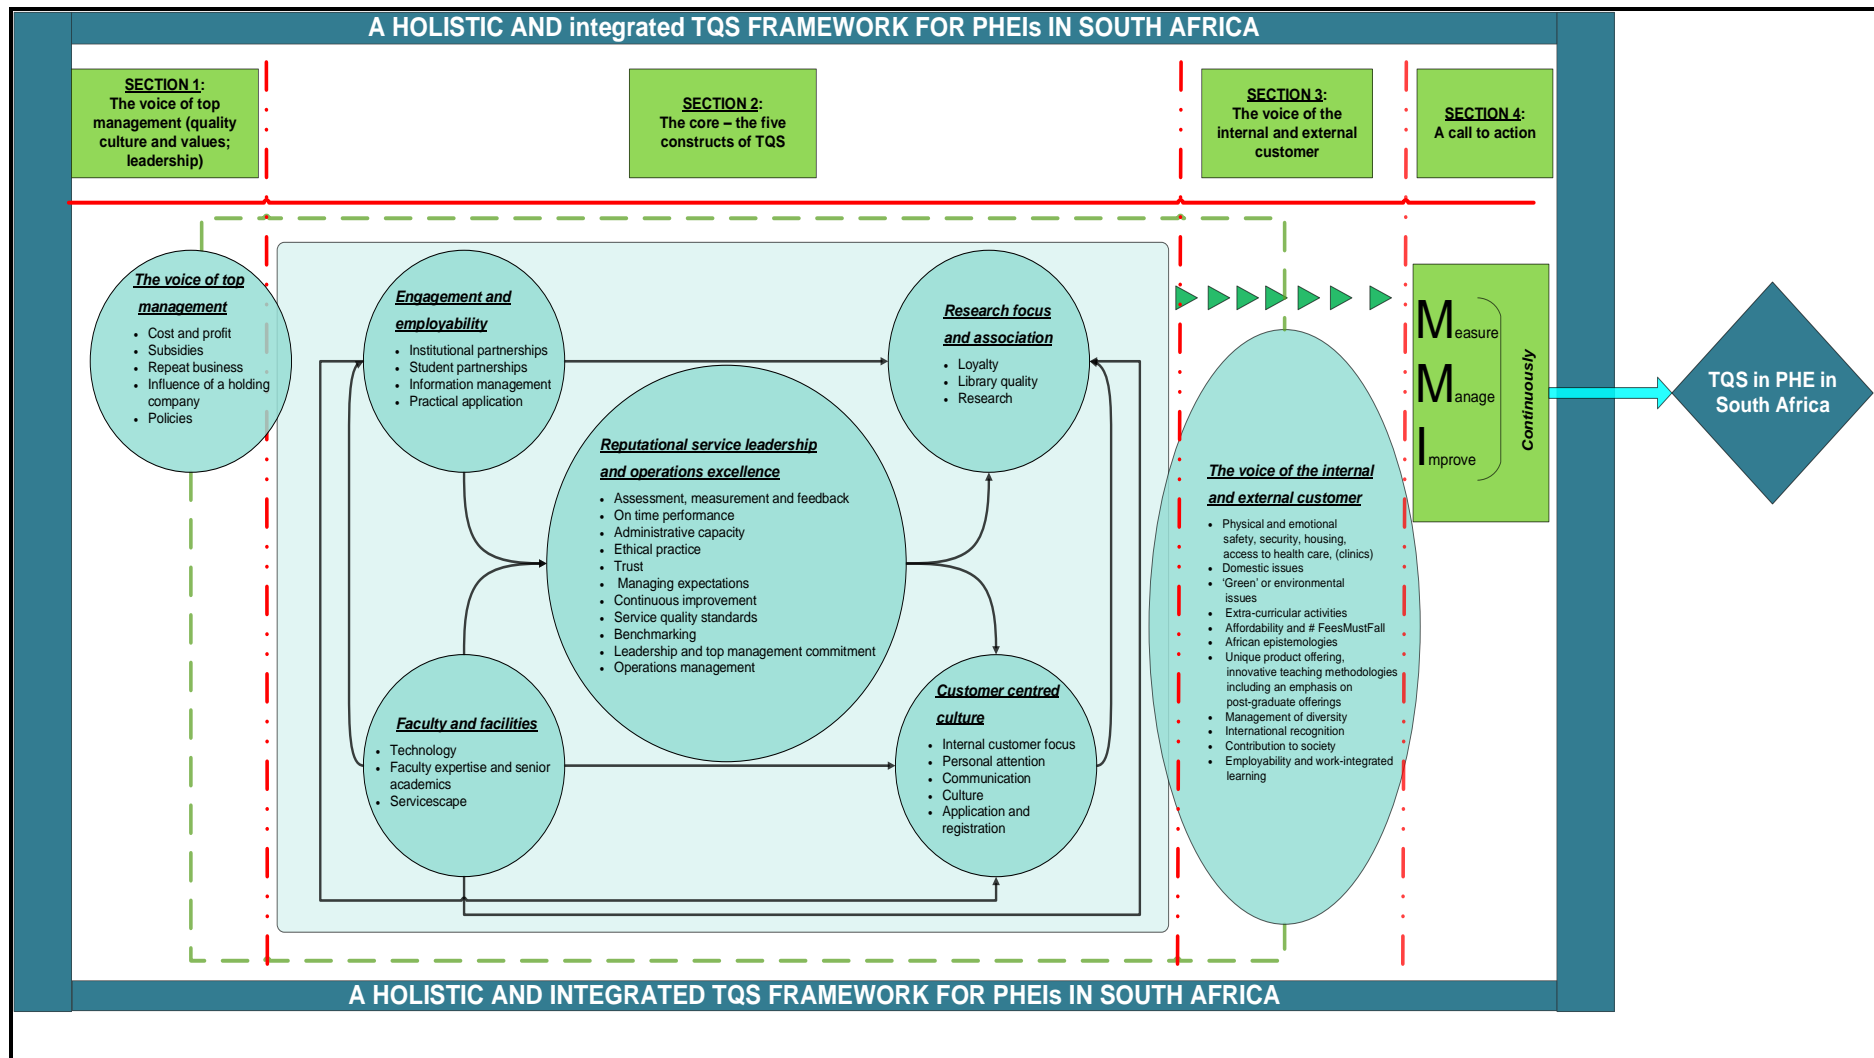 A HOLISTIC AND integrated TQS FRAMEWORK FOR PHEIs IN SOUTH AFRICA
SECTION 1:
The voice of top
management (quality
culture and values;
leadership)
SECTION 2:
The core – the five
constructs of TQS
SECTION 3:
The voice of the
internal and external
customer
SECTION 4:
A call to action
The voice of top
management
• Cost and profit
• Subsidies
• Repeat business
• Influence of a holding
company
• Policies
Engagement and
employability
• Institutional partnerships
• Student partnerships
• Information management
• Practical application
Research focus
and association
• Loyalty
• Library quality
• Research
Reputational service leadership
and operations excellence
• Assessment, measurement and feedback
• On time performance
• Administrative capacity
• Ethical practice
• Trust
• Managing expectations
• Continuous improvement
• Service quality standards
• Benchmarking
• Leadership and top management commitment
• Operations management
Faculty and facilities
• Technology
• Faculty expertise and senior
academics
• Servicescape
Customer centred
culture
• Internal customer focus
• Personal attention
• Communication
• Culture
• Application and
registration
The voice of the internal
and external customer
• Physical and emotional
safety, security, housing,
access to health care, (clinics)
• Domestic issues
• ‘Green’ or environmental
issues
• Extra-curricular activities
• Affordability and # FeesMustFall
• African epistemologies
• Unique product offering,
innovative teaching methodologies
including an emphasis on
post-graduate offerings
• Management of diversity
• International recognition
• Contribution to society
• Employability and work-integrated
learning
Measure
Manage
Improve
Continuously
TQS in PHE in
South Africa
A HOLISTIC AND INTEGRATED TQS FRAMEWORK FOR PHEIs IN SOUTH AFRICA